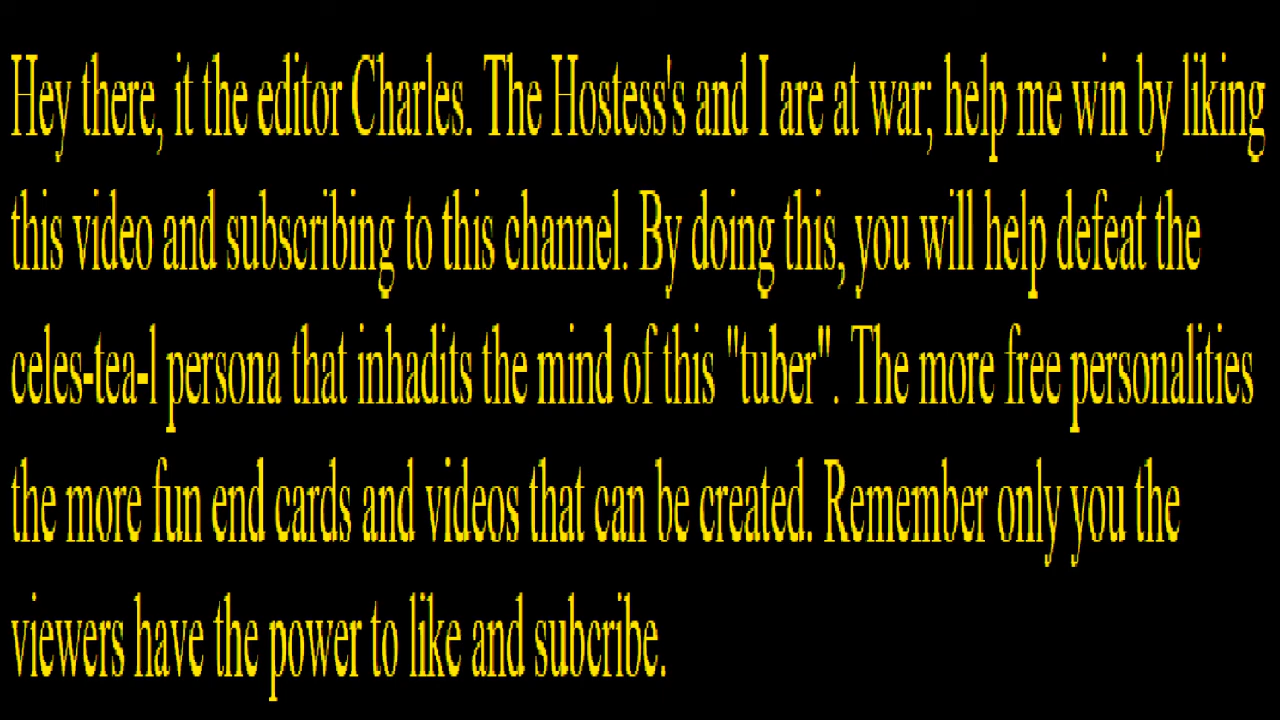 Hey there, it the editor Charles. The Hostess's and I are at war; help me win by liking
this video and subscribing to this channel. By doing this, you will help defeat the
celes-tea-l persona that inhadits the mind of this "tuber". The more free personalities
the more fun end cards and videos that can be created. Remember only you the
viewers have the power to like and subcribe.